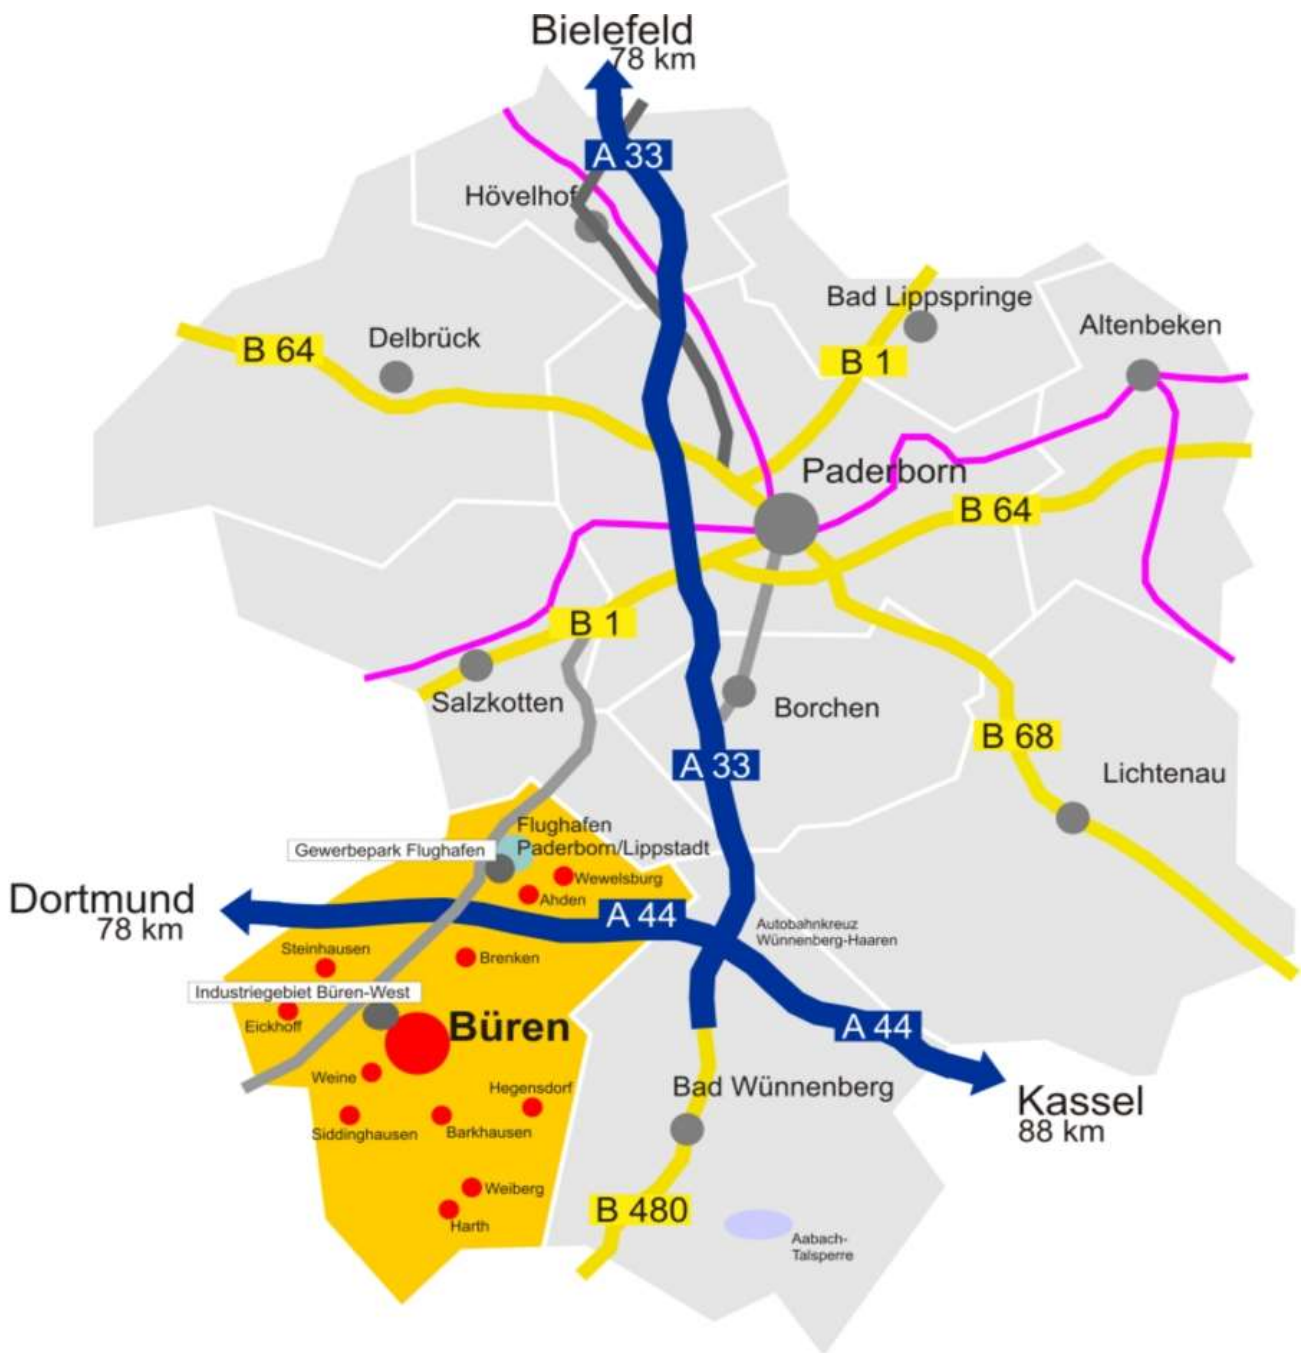 Bielefeld
78 km
A 33
Hövelhof
Bad Lippspringe
Altenbeken
Delbrück
B 64
B 1
Paderborn
B 64
B 1
Salzkotten
Borchen
B 68
A 33
Lichtenau
Flughafen
Paderborn/Lippstadt
Gewerbepark Flughafen
Wewelsburg
Ahden
Dortmund
78 km
A 44
Autobahnkreuz
Wünnenberg-Haaren
Steinhausen
Brenken
Industriegebiet Büren-West
Eickhoff
Büren
A 44
Weine
Hegensdorf
Bad Wünnenberg
Kassel
88 km
Siddinghausen
Barkhausen
Weiberg
Harth
B 480
Aabach-
Talsperre